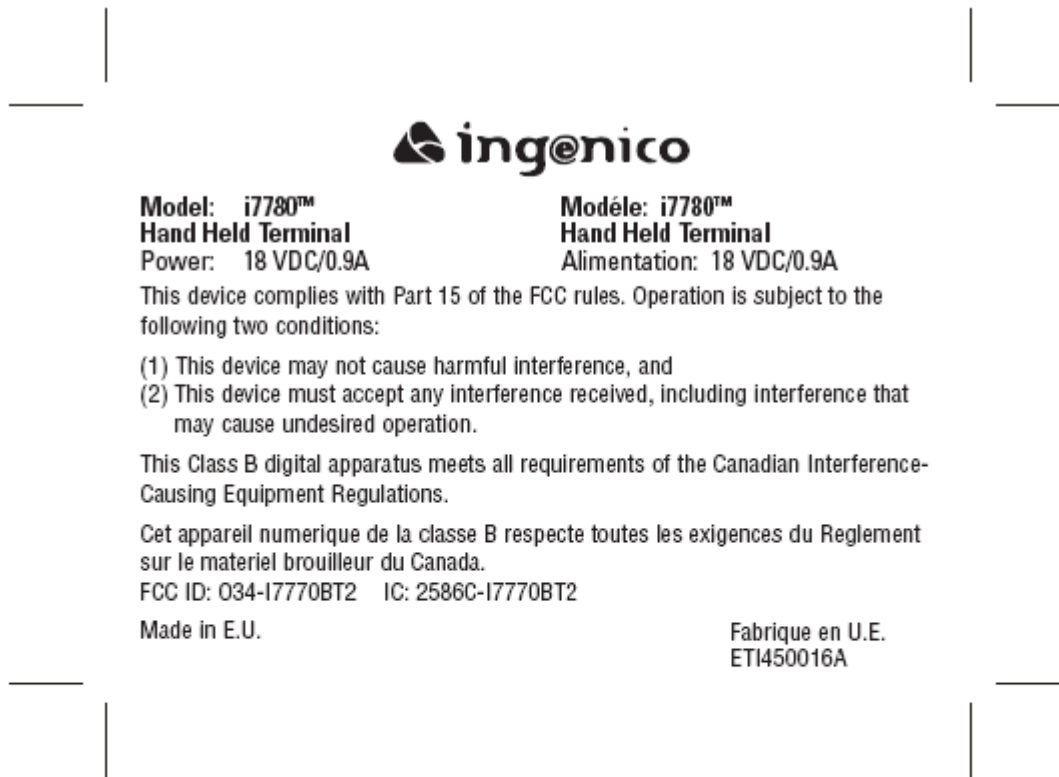 ingenico
Model: i7780™
Hand Held Terminal
Power: 18 VDC/0.9A
Modéle: i7780™
Hand Held Terminal
Alimentation: 18 VDC/0.9A
This device complies with Part 15 of the FCC rules. Operation is subject to the
following two conditions:
(1) This device may not cause harmful interference, and
(2) This device must accept any interference received, including interference that
may cause undesired operation.
This Class B digital apparatus meets all requirements of the Canadian Interference-
Causing Equipment Regulations.
Cet appareil numerique de la classe B respecte toutes les exigences du Reglement
sur le materiel brouilleur du Canada.
FCC ID: O34-I7770BT2 IC: 2586C-I7770BT2
Made in E.U.
Fabrique en U.E.
ETI450016A